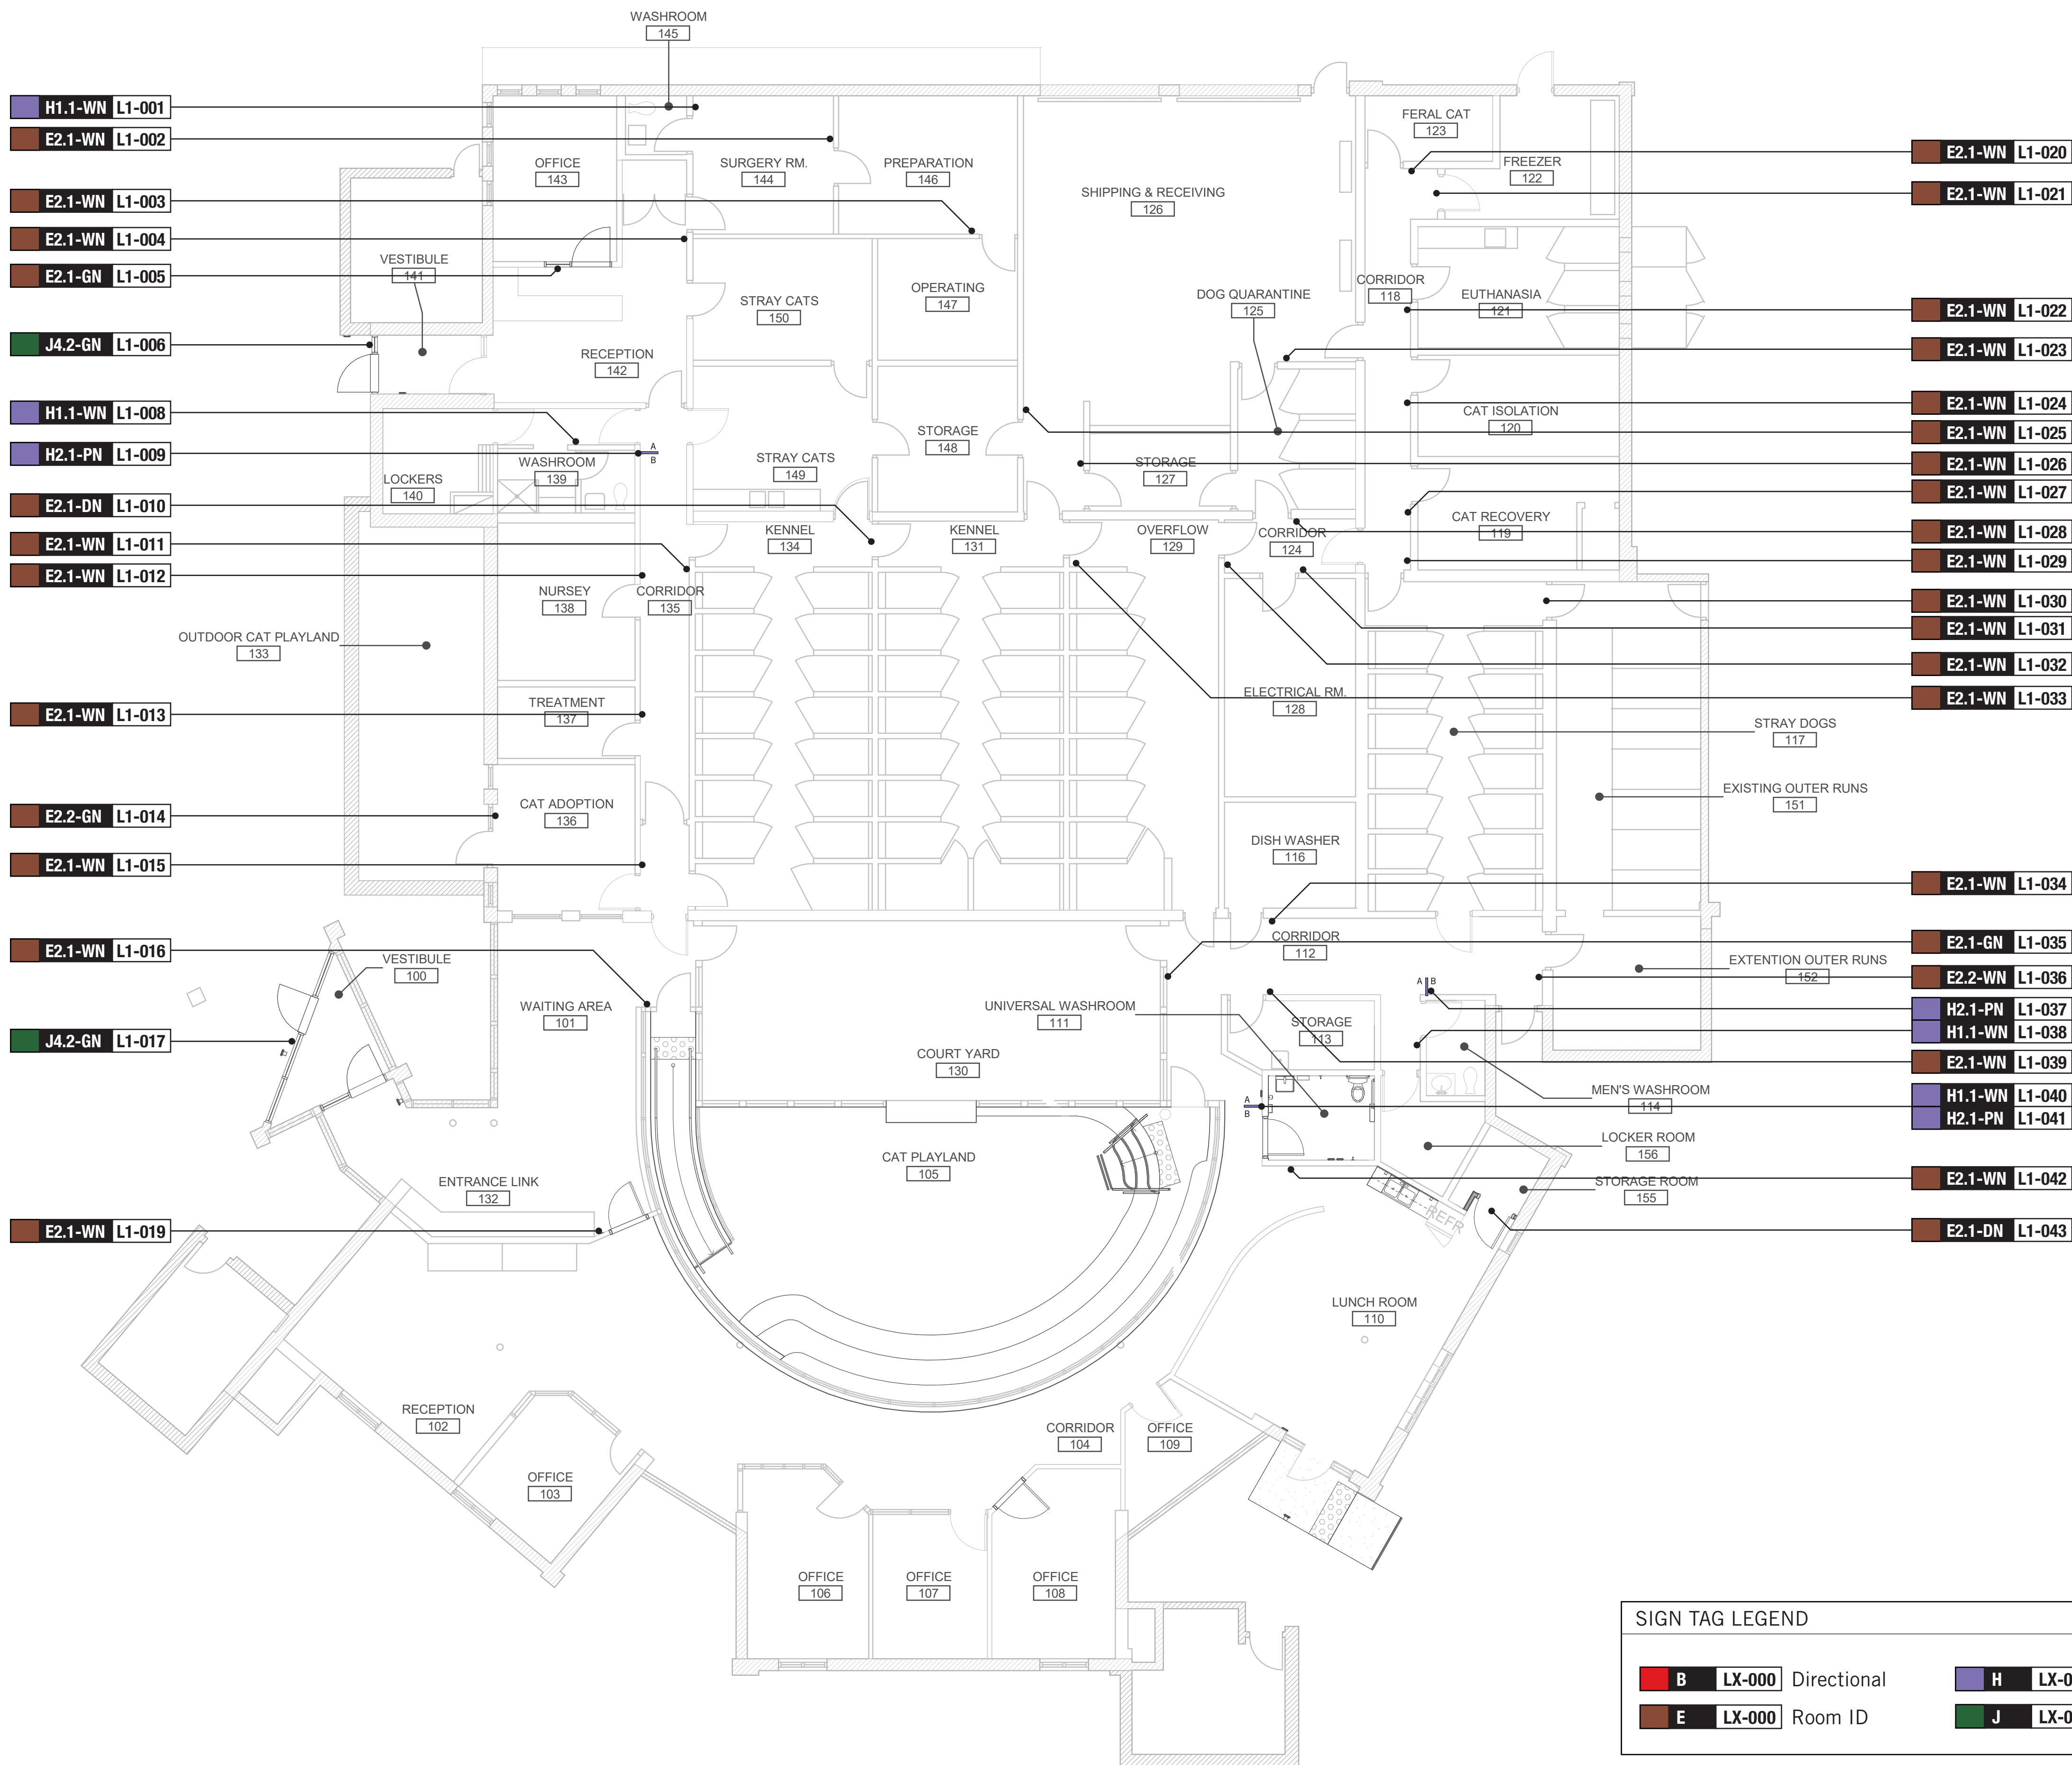 WASHROOM
145
H1.1-WN L1-001
E2.1-WN L1-002
E2.1-WN L1-003
E2.1-WN L1-004
E2.1-GN L1-005
J4.2-GN L1-006
H1.1-WN L1-008
H2.1-PN L1-009
E2.1-DN L1-010
E2.1-WN L1-011
E2.1-WN L1-012
E2.1-WN L1-013
E2.2-GN L1-014
E2.1-WN L1-015
E2.1-WN L1-016
J4.2-GN L1-017
E2.1-WN L1-019
OFFICE
143
SURGERY RM.
144
PREPARATION
146
SHIPPING & RECEIVING
126
FERAL CAT
123
FREEZER
122
VESTIBULE
141
STRAY CATS
150
OPERATING
147
DOG QUARANTINE
125
CORRIDOR
118
EUTHANASIA
121
RECEPTION
142
CAT ISOLATION
120
STORAGE
148
A
B
LOCKERS
140
WASHROOM
139
STRAY CATS
149
STORAGE
127
CAT RECOVERY
119
KENNEL
134
KENNEL
131
OVERFLOW
129
CORRIDOR
124
NURSEY
138
CORRIDOR
135
OUTDOOR CAT PLAYLAND
133
TREATMENT
137
ELECTRICAL RM.
128
STRAY DOGS
117
EXISTING OUTER RUNS
151
CAT ADOPTION
136
DISH WASHER
116
CORRIDOR
112
VESTIBULE
100
EXTENTION OUTER RUNS
152
A B
WAITING AREA
101
UNIVERSAL WASHROOM
111
STORAGE
113
COURT YARD
130
MEN'S WASHROOM
114
A
B
CAT PLAYLAND
105
LOCKER ROOM
156
ENTRANCE LINK
132
STORAGE ROOM
155
REFR
LUNCH ROOM
110
RECEPTION
102
CORRIDOR
104
OFFICE
109
OFFICE
103
OFFICE
106
OFFICE
107
OFFICE
108
E2.1-WN L1-020
E2.1-WN L1-021
E2.1-WN L1-022
E2.1-WN L1-023
E2.1-WN L1-024
E2.1-WN L1-025
E2.1-WN L1-026
E2.1-WN L1-027
E2.1-WN L1-028
E2.1-WN L1-029
E2.1-WN L1-030
E2.1-WN L1-031
E2.1-WN L1-032
E2.1-WN L1-033
E2.1-WN L1-034
E2.1-GN L1-035
E2.2-WN L1-036
H2.1-PN L1-037
H1.1-WN L1-038
E2.1-WN L1-039
H1.1-WN L1-040
H2.1-PN L1-041
E2.1-WN L1-042
E2.1-DN L1-043
SIGN TAG LEGEND
B LX-000 Directional
H LX-0
E LX-000 Room ID
J LX-0